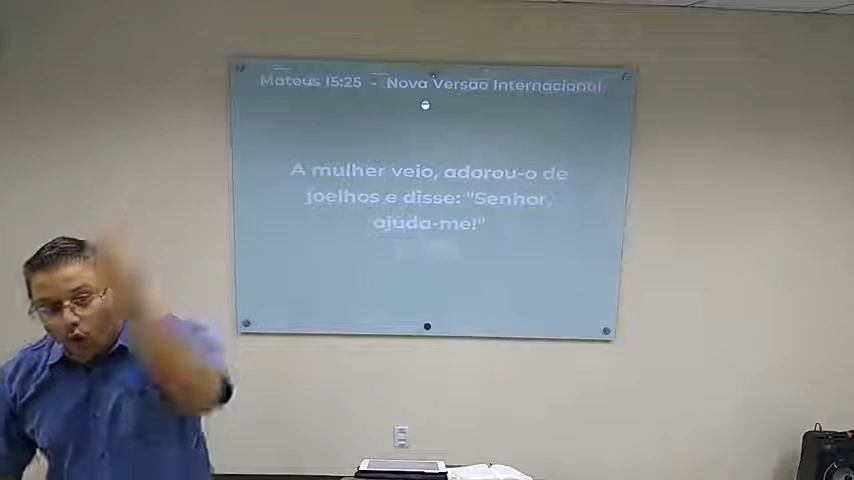 Mateus 15:25 - Nova Versão Internacional
A mulher veio, adorou-o de
joelhos e disse: "Senhor,
ajuda-me!"